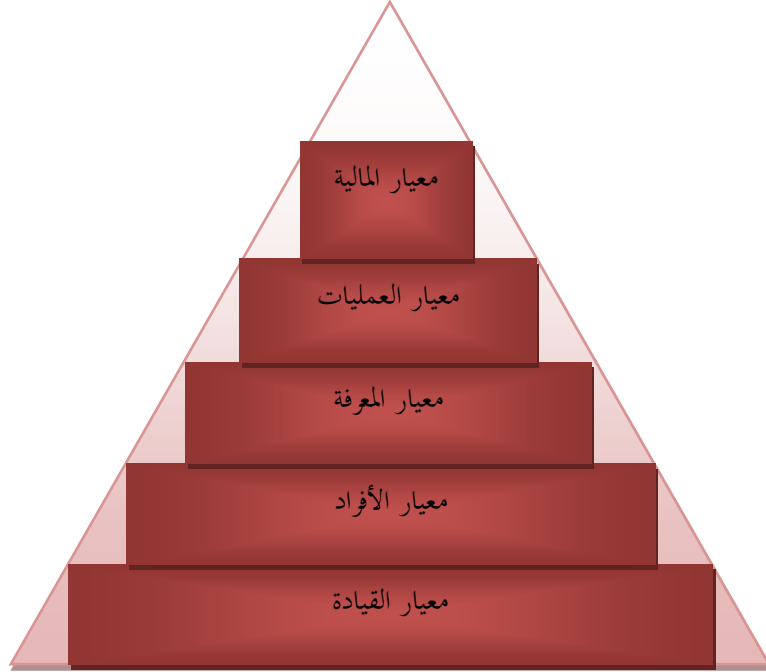 معيار المالية
معيار العمليات
معيار المعرفة
معيار الأفراد
معيار القيادة